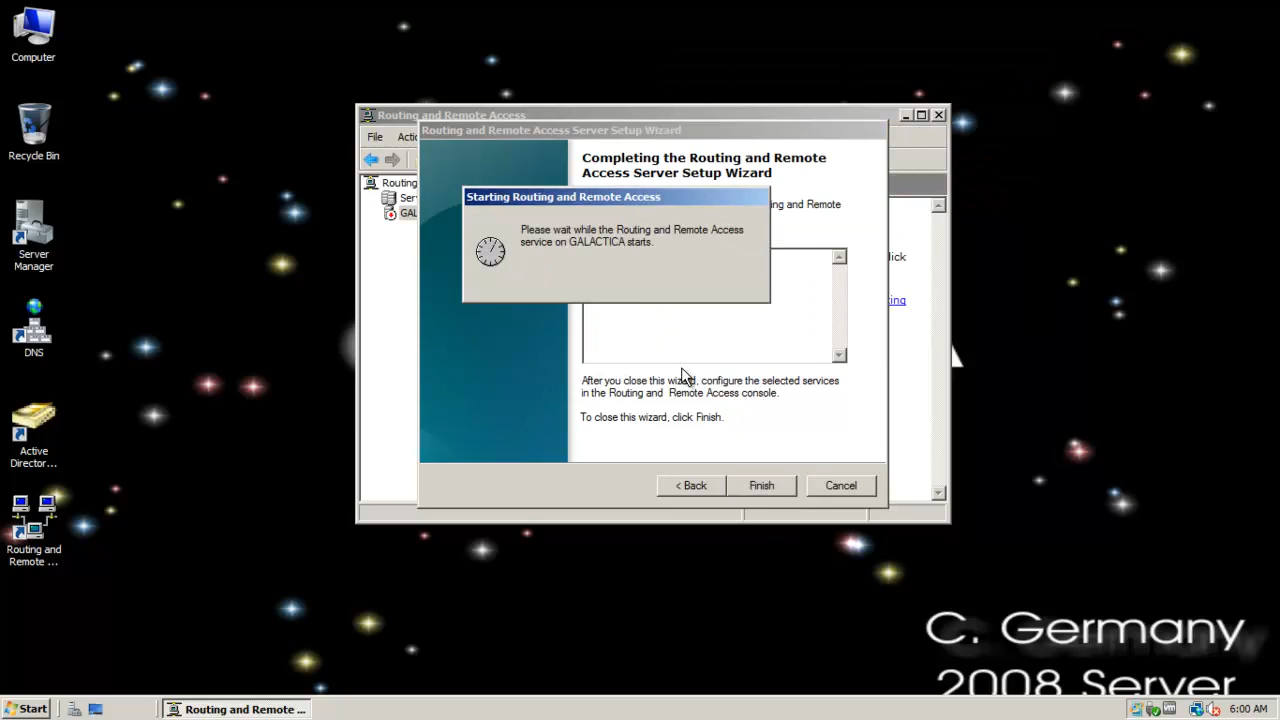 Computer
Recycle Bin
Server
Manager
DNS
Active
Director...
Routing and
Remote ...
Routing and Remote Access
File
Routing
GAL
Routing and Remote Access Server Setup Wizard
Completing the Routing and Remote
Access Server Setup Wizard
Starting Routing and Remote Access
Please wait while the Routing and Remote Access
service on GALACTICA starts.
ing and Remote
lick
ing
After you close this wizard, configure the selected services
in the Routing and Remote Access console.
To close this wizard, click Finish.
< Back
Finish
Cancel
C. Germany
2008 Server
Start
Routing and Remote ...
6:00 AM